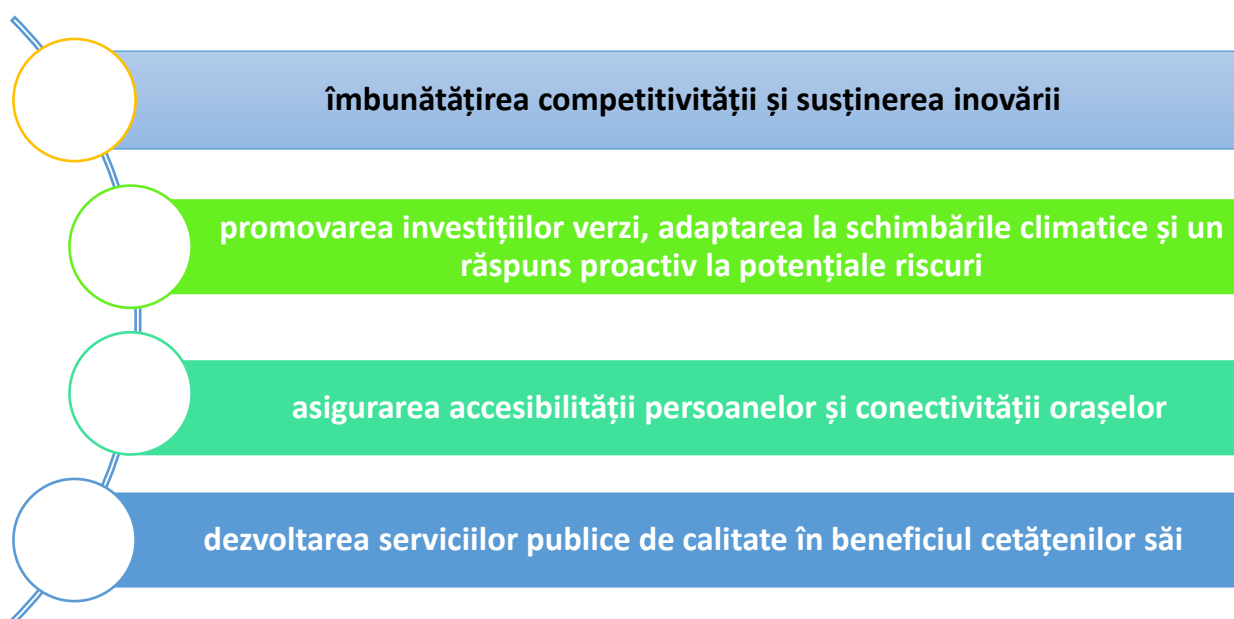 îmbunătățirea competitivității și susținerea inovării
promovarea investițiilor verzi, adaptarea la schimbările climatice și un
răspuns proactiv la potențiale riscuri
asigurarea accesibilității persoanelor și conectivității orașelor
dezvoltarea serviciilor publice de calitate în beneficiul cetățenilor săi